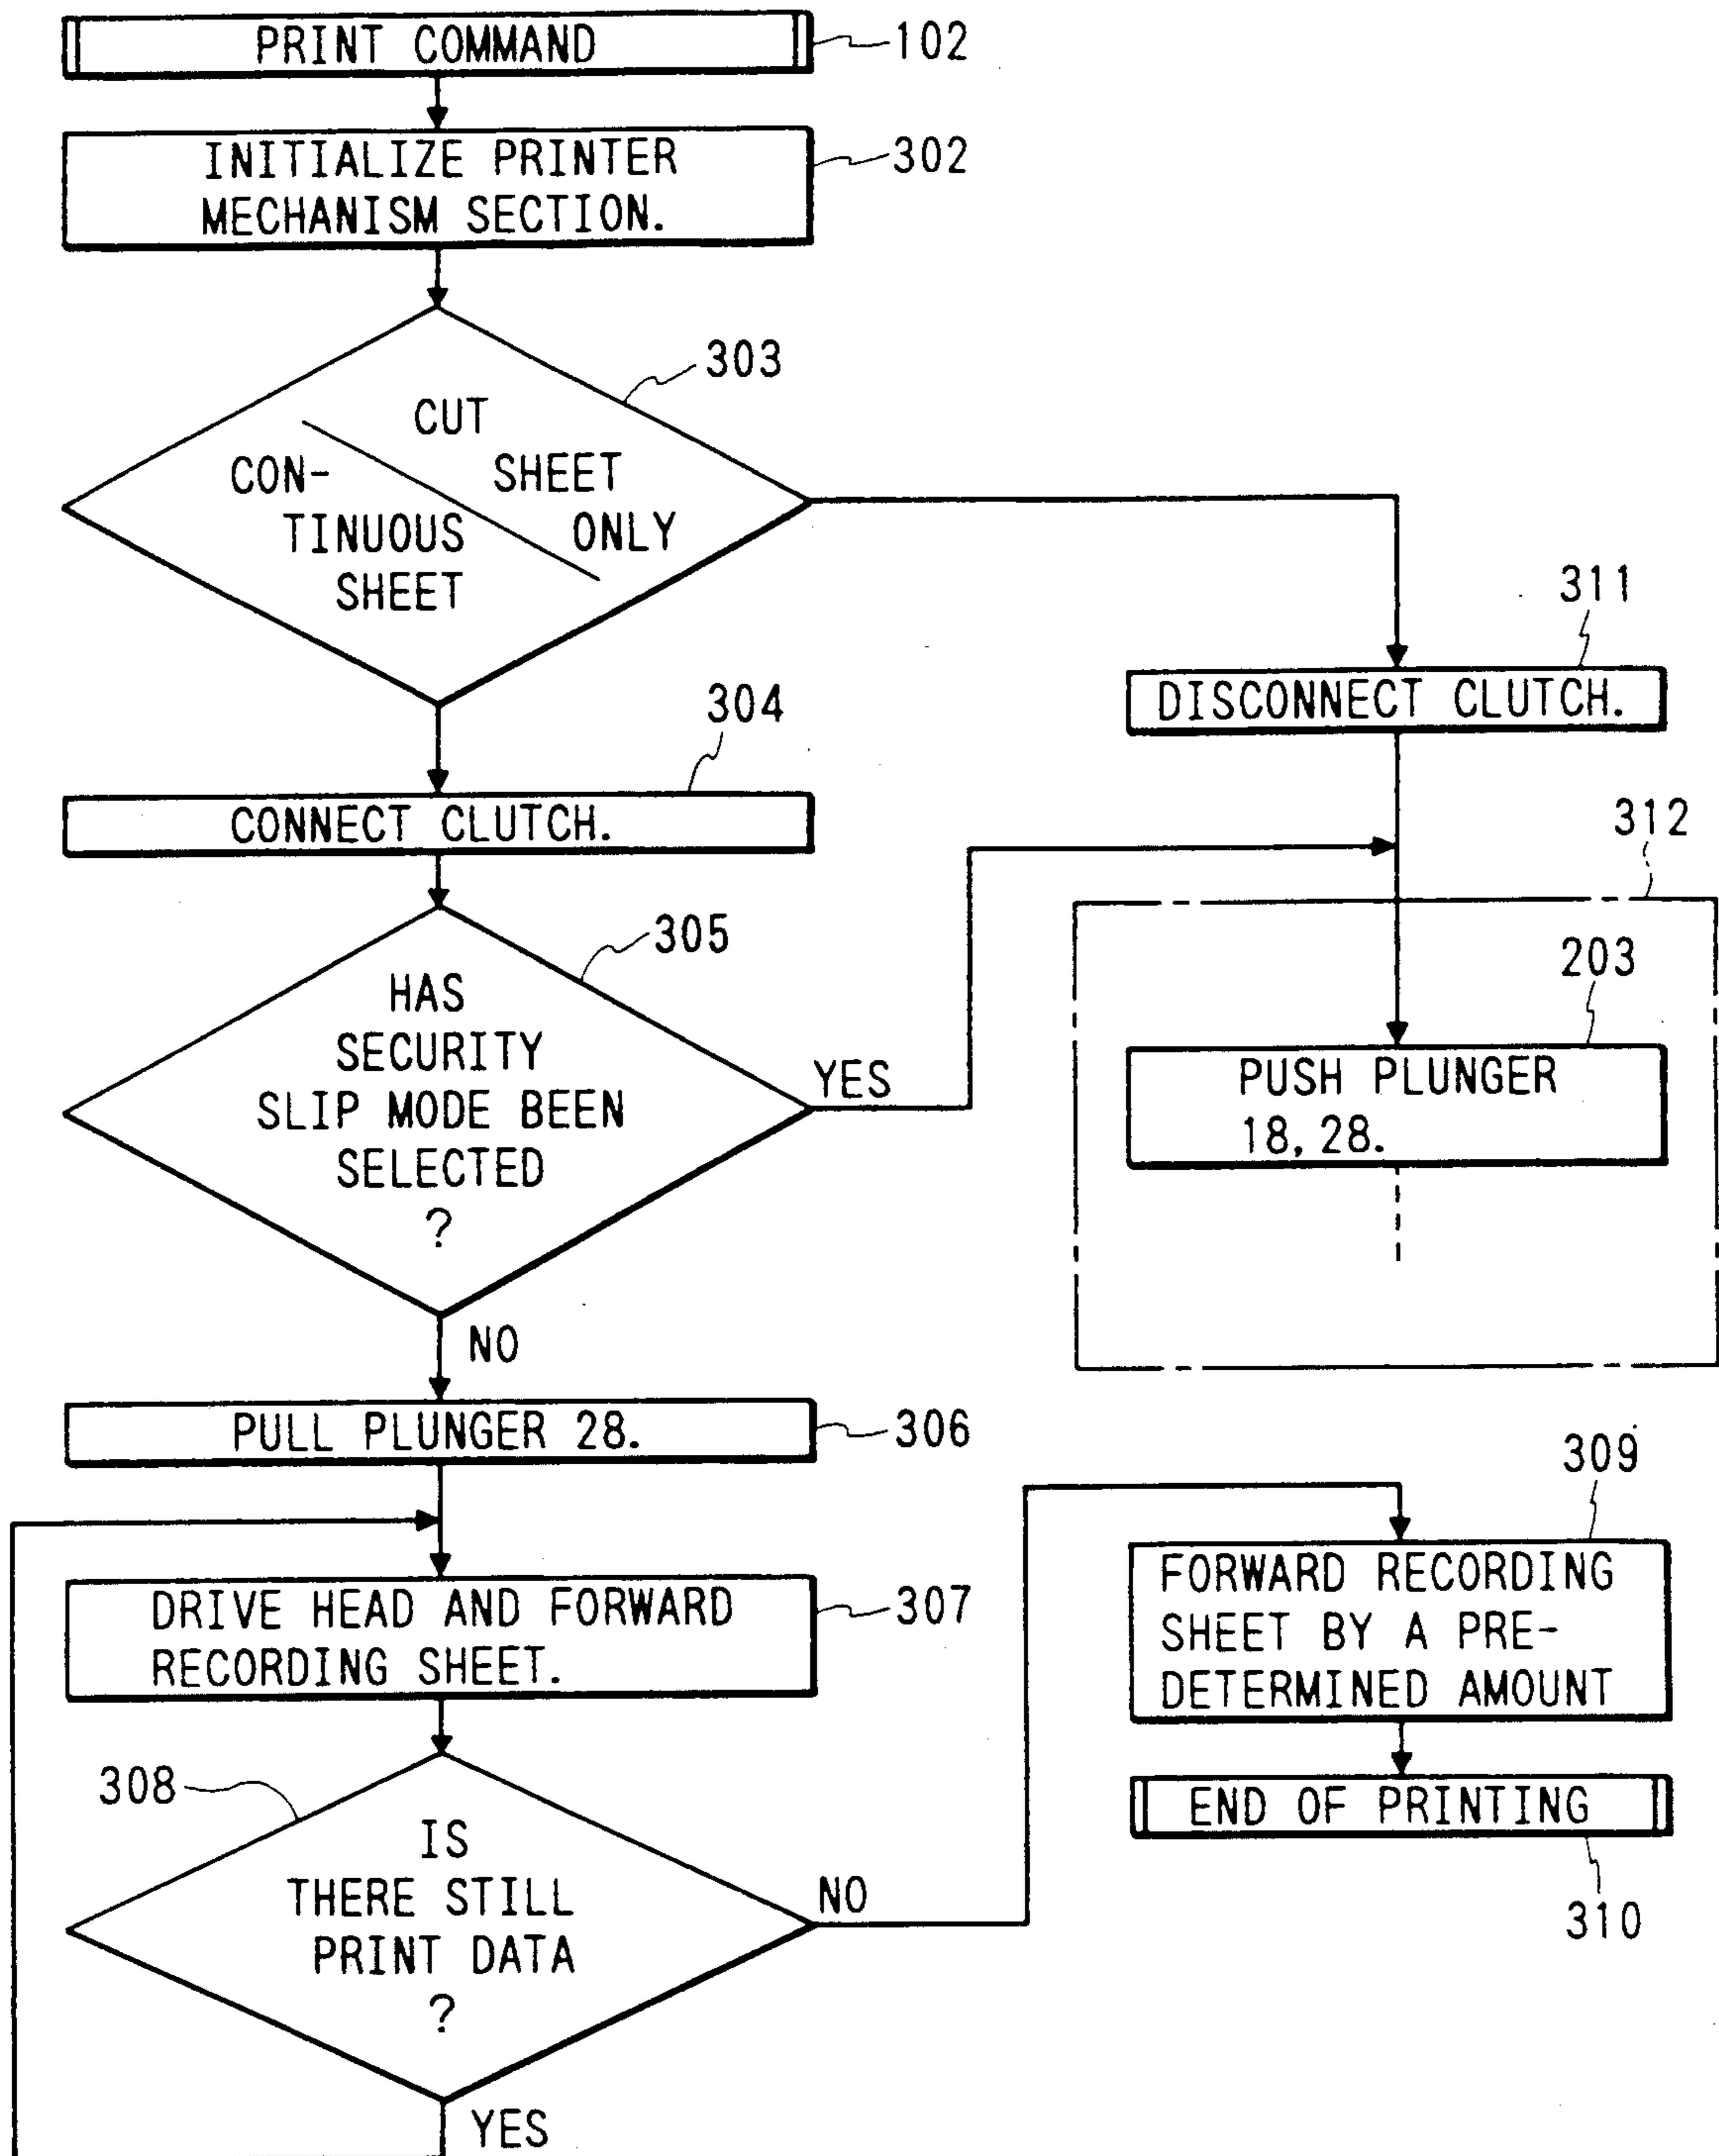 PRINT COMMAND
102
INITIALIZE PRINTER
MECHANISM SECTION.
302
303
CUT
SHEET
ONLY
CON-
TINUOUS
SHEET
311
DISCONNECT CLUTCH.
304
CONNECT CLUTCH.
312
305
HAS
SECURITY
SLIP MODE BEEN
SELECTED
?
YES
NO
203
PUSH PLUNGER
18, 28.
PULL PLUNGER 28.
306
DRIVE HEAD AND FORWARD
RECORDING SHEET.
307
308
IS
THERE STILL
PRINT DATA
?
NO
YES
309
FORWARD RECORDING
SHEET BY A PRE-
DETERMINED AMOUNT
END OF PRINTING
310